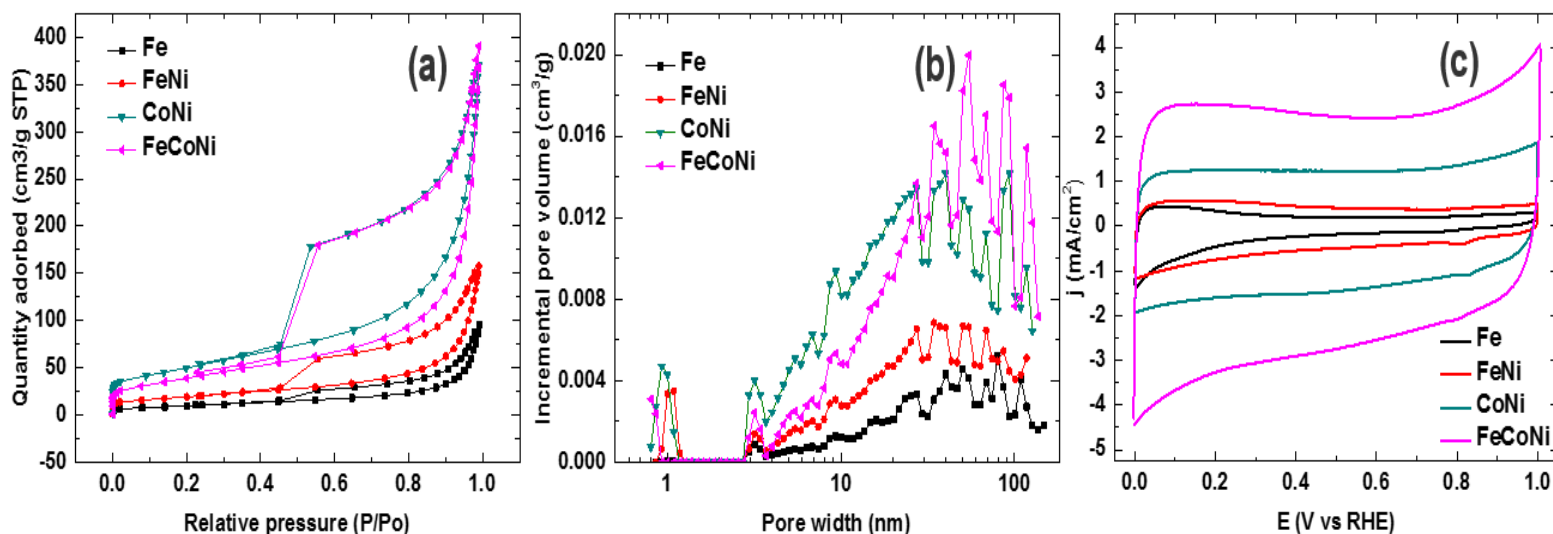 (a)
Fe
FeNi
CoNi
FeCoNi
Quantity adsorbed (cm3/g STP)
400
350
300
250
200
150
100
50
0
-50
0.0 0.2 0.4 0.6 0.8 1.0
Relative pressure (P/Po)
(b)
Fe
FeNi
CoNi
FeCoNi
Incremental pore volume (cm³/g)
0.020
0.016
0.012
0.008
0.004
0.000
1 10 100
Pore width (nm)
(c)
j (mA/cm²)
4
3
2
1
0
-1
-2
-3
-4
-5
Fe
FeNi
CoNi
FeCoNi
0.0 0.2 0.4 0.6 0.8 1.0
E (V vs RHE)